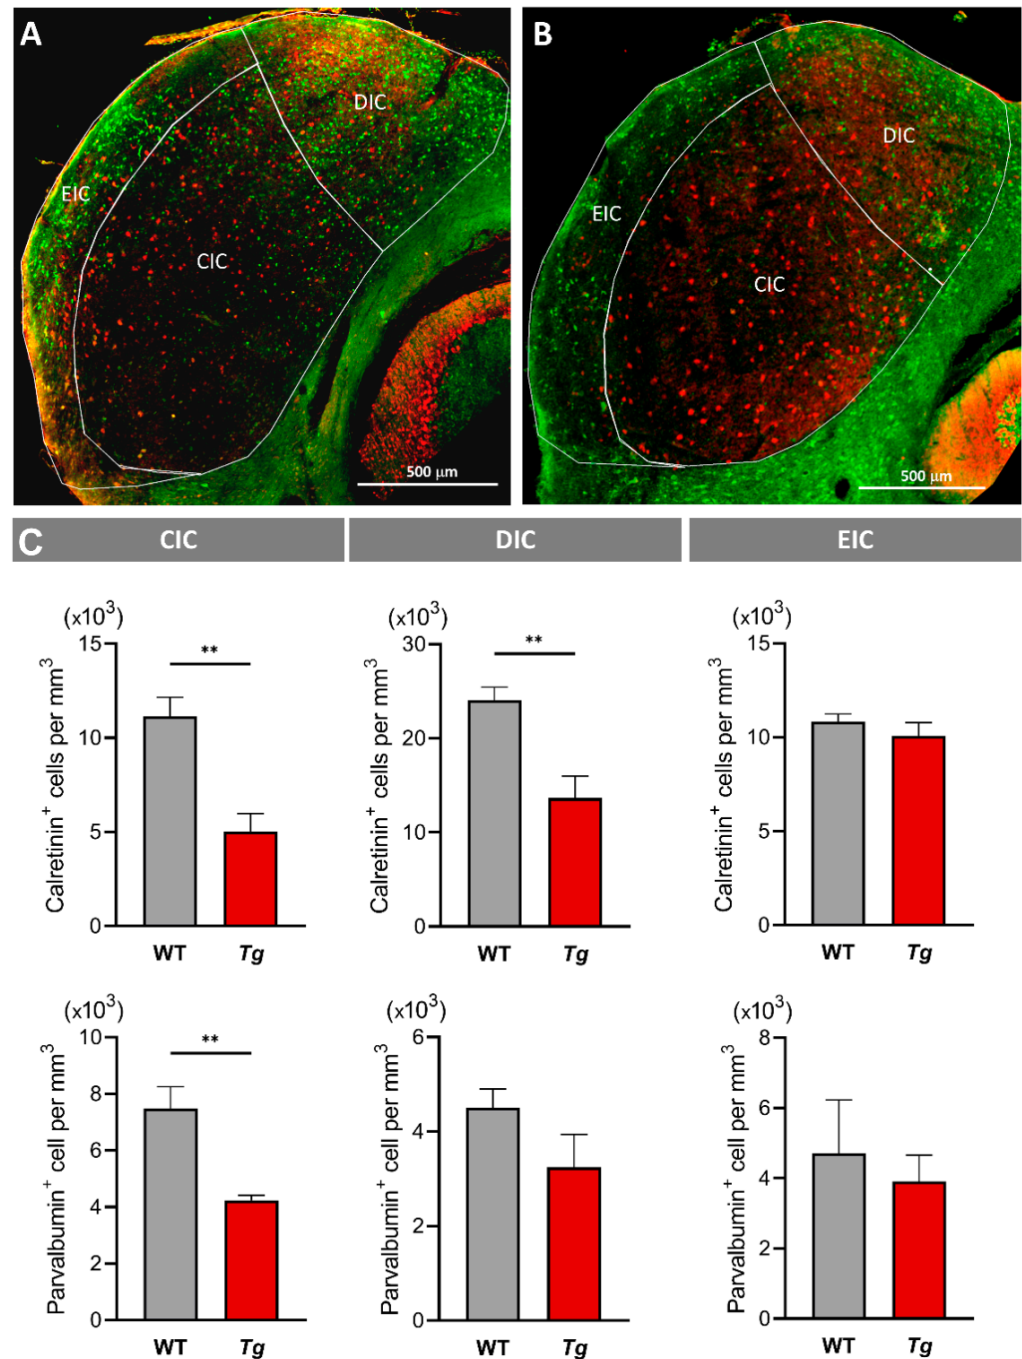 A
B
DIC
DIC
EIC
EIC
CIC
CIC
500 μm
500 μm
C
CIC
DIC
EIC
(x10³)
(x10³)
(x10³)
Calretinin⁺ cells per mm³
15
10
5
0
**
WT
Tg
Calretinin⁺ cells per mm³
30
20
10
0
**
WT
Tg
Calretinin⁺ cells per mm³
15
10
5
0
WT
Tg
(x10³)
(x10³)
(x10³)
Parvalbumin⁺ cell per mm³
10
8
6
4
2
0
**
WT
Tg
Parvalbumin⁺ cell per mm³
6
4
2
0
WT
Tg
Parvalbumin⁺ cell per mm³
8
6
4
2
0
WT
Tg